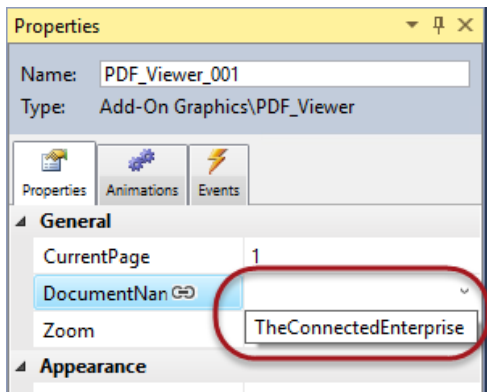 Properties
Name: PDF_Viewer_001
Type: Add-On Graphics\PDF_Viewer
Properties Animations Events
General
CurrentPage 1
DocumentNan
Zoom TheConnectedEnterprise
Appearance